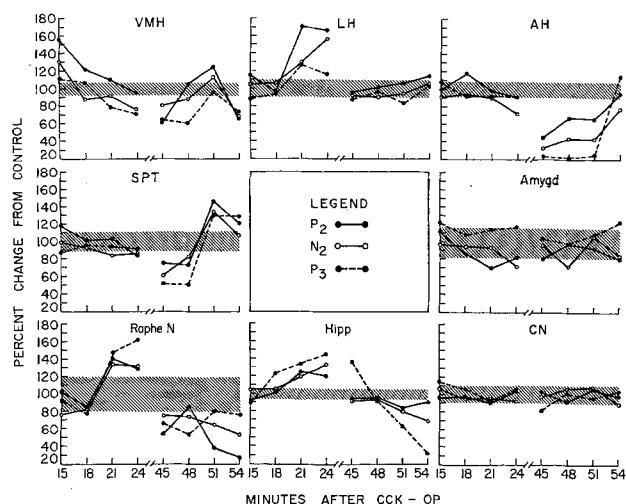 VMH
LH
AH
180 160 140 120 100 80 60 40 20
SPT
LEGEND
P2
N2
P3
Amygd
180 160 140 120 100 80 60 40 20
Raphe N
Hipp
CN
180 160 140 120 100 80 60 40 20
15 18 21 24 45 48 51 54
15 18 21 24 45 48 51 54
15 18 21 24 45 48 51 54
PERCENT CHANGE FROM CONTROL
MINUTES AFTER CCK-OP